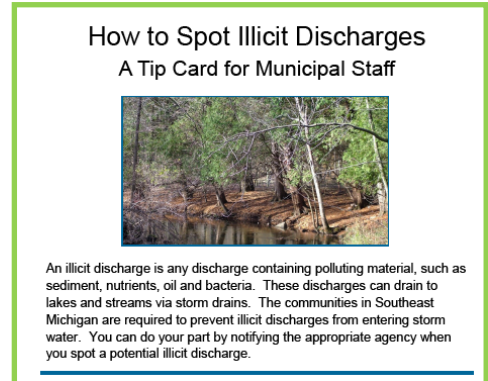 How to Spot Illicit Discharges
A Tip Card for Municipal Staff
An illicit discharge is any discharge containing polluting material, such as
sediment, nutrients, oil and bacteria.  These discharges can drain to
lakes and streams via storm drains.  The communities in Southeast
Michigan are required to prevent illicit discharges from entering storm
water.  You can do your part by notifying the appropriate agency when
you spot a potential illicit discharge.